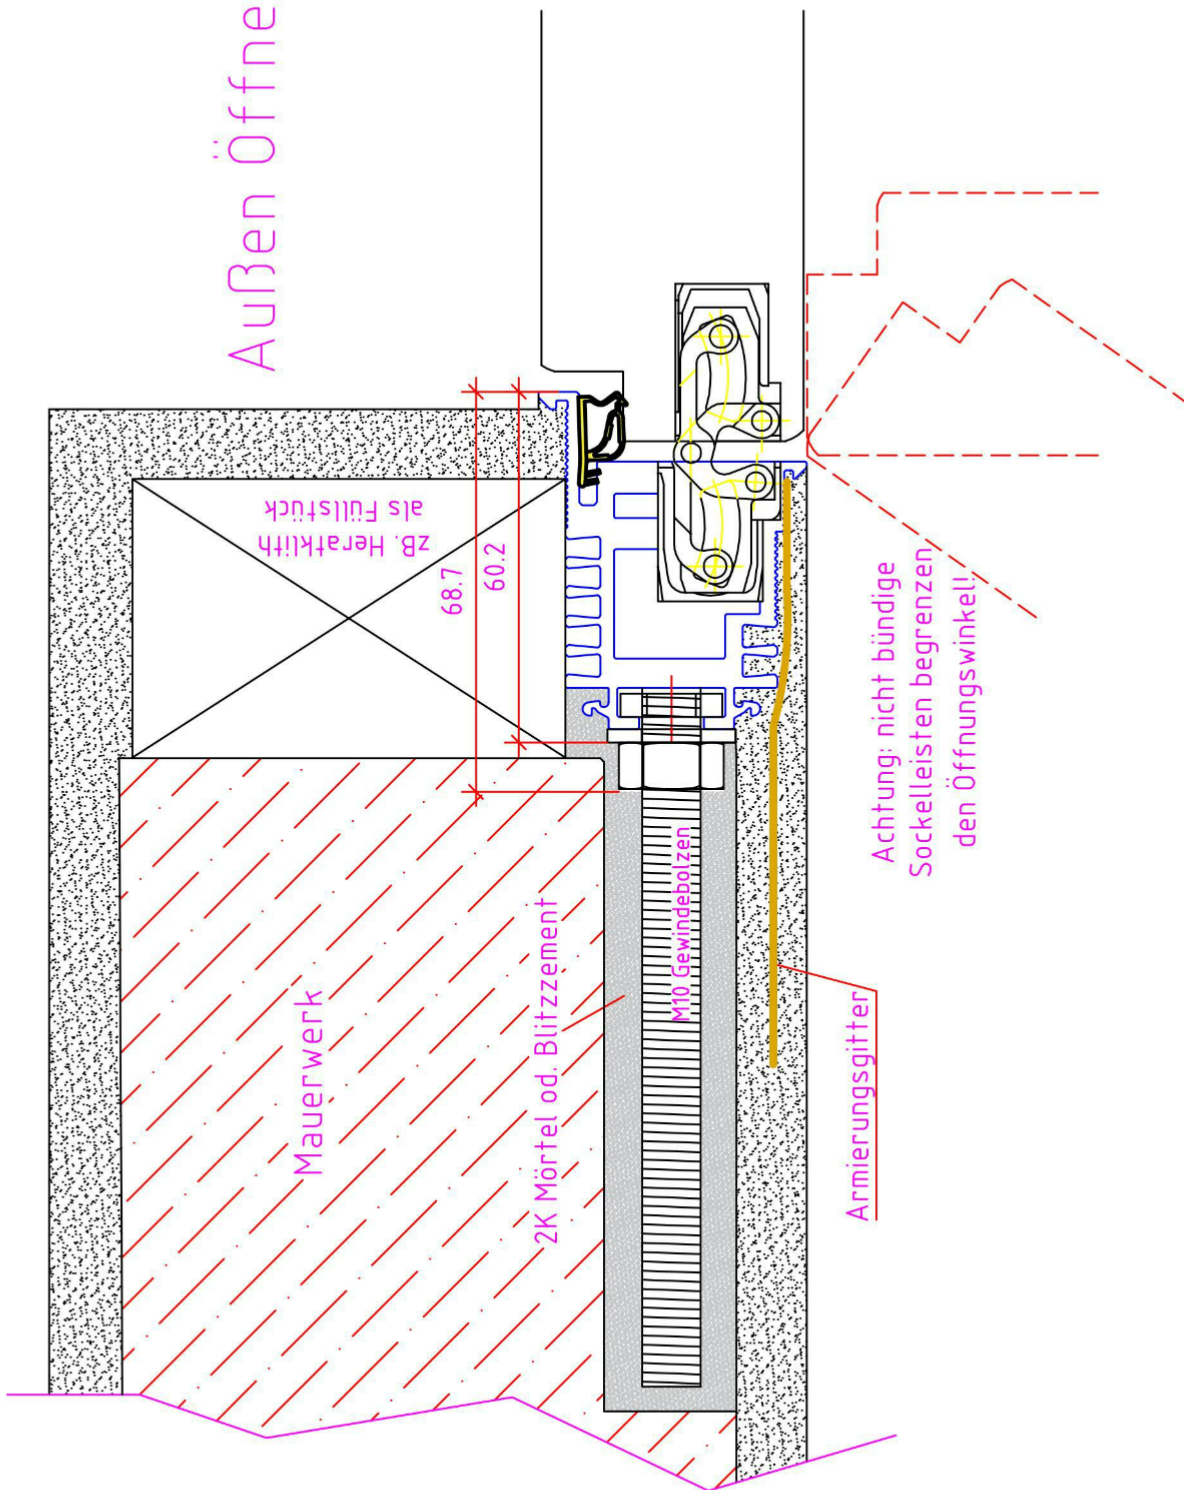 Außen Öffne
zB. Heratklith
als Füllstück
68.7
60.2
Mauerwerk
2K Mörtel od. Blitzzement
M10 Gewindebolzen
Achtung: nicht bündige
Sockelleisten begrenzen
den Öffnungswinkel!
Armierungsgitter